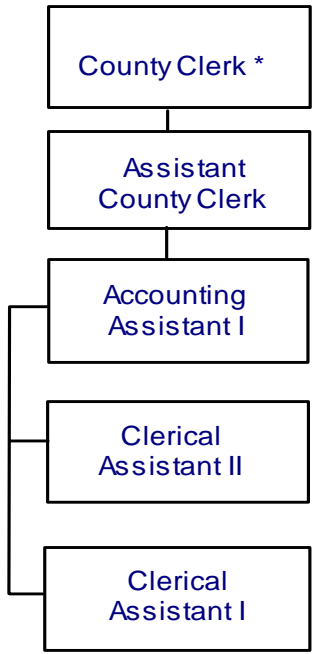 County Clerk *
Assistant
County Clerk
Accounting
Assistant I
Clerical
Assistant II
Clerical
Assistant I